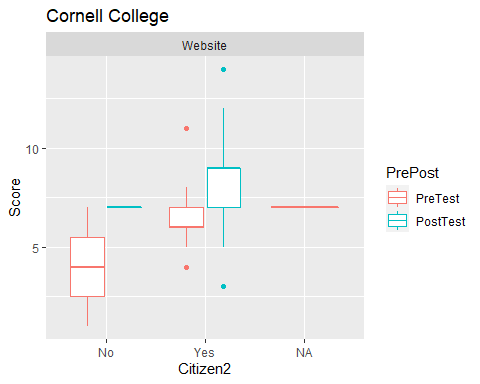 Cornell College
Website
10
5
Score
No Yes NA
Citizen2
PrePost
PreTest
PostTest